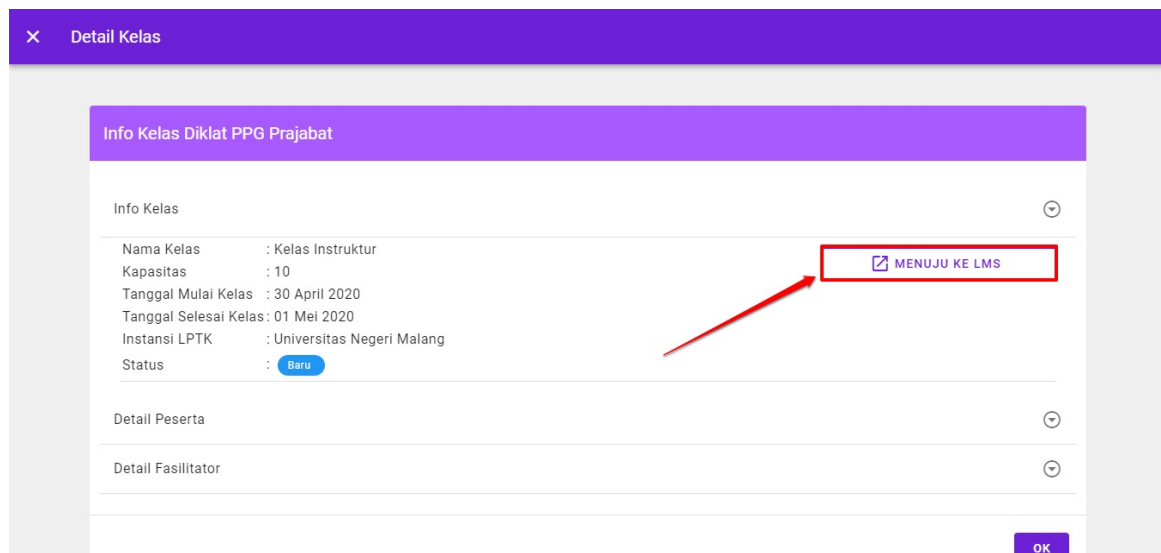 Detail Kelas
Info Kelas Diklat PPG Prajabat
Info Kelas
Nama Kelas : Kelas Instruktur
MENUJU KE LMS
Kapasitas : 10
Tanggal Mulai Kelas : 30 April 2020
Tanggal Selesai Kelas : 01 Mei 2020
Instansi LPTK : Universitas Negeri Malang
Status : Baru
Detail Peserta
Detail Fasilitator
OK